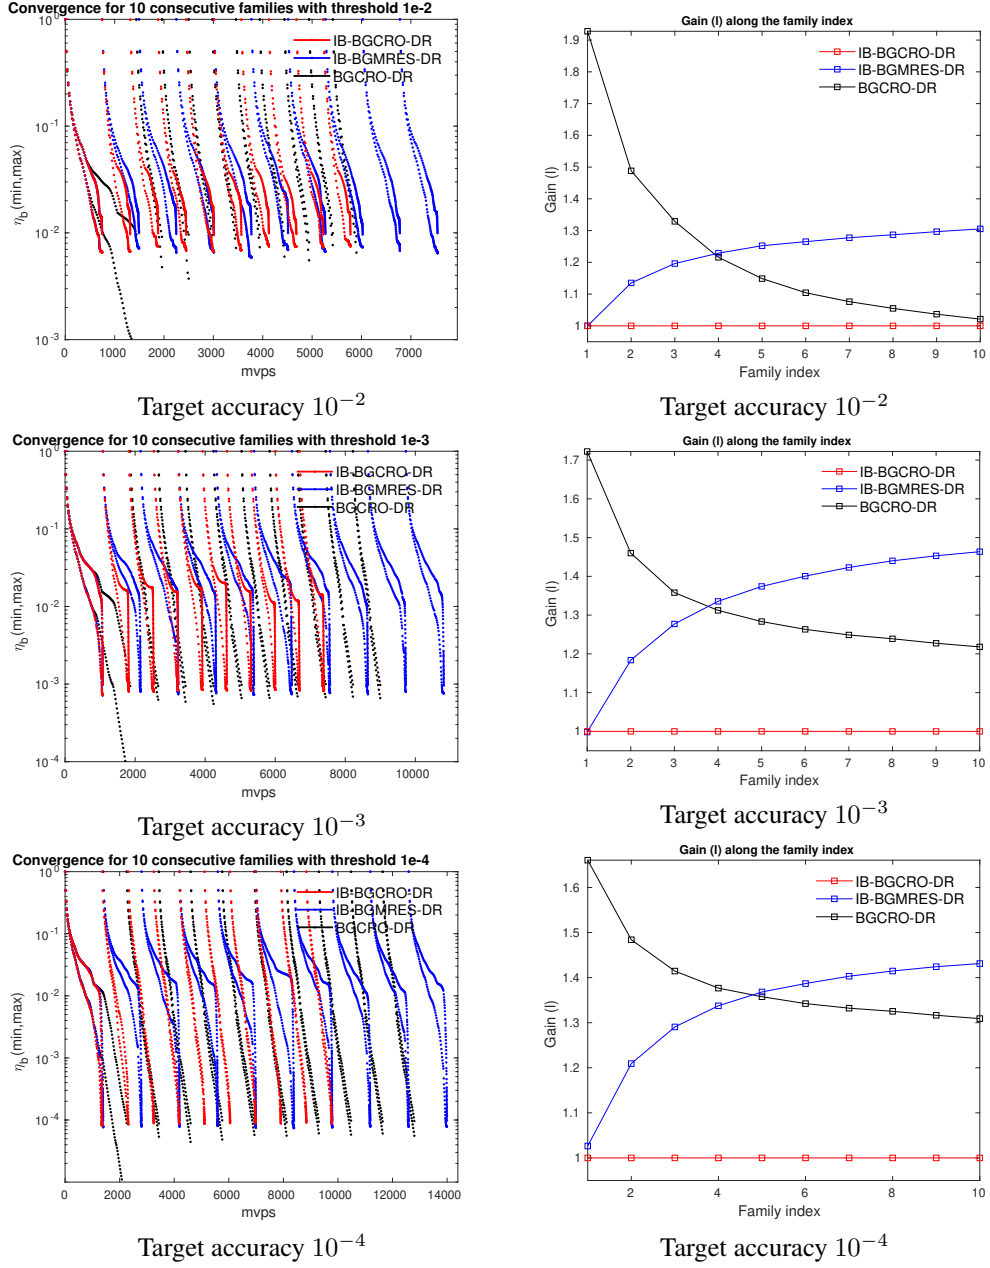 Convergence for 10 consecutive families with threshold 1e-2
10^0
10^-1
10^-2
10^-3
η_b(min,max)
IB-BGCRO-DR
IB-BGMRES-DR
BGCRO-DR
0 1000 2000 3000 4000 5000 6000 7000
mvps
Target accuracy 10^-2
Gain (l) along the family index
1.9
1.8
1.7
1.6
1.5
1.4
1.3
1.2
1.1
1
Gain (l)
IB-BGCRO-DR
IB-BGMRES-DR
BGCRO-DR
1 2 3 4 5 6 7 8 9 10
Family index
Target accuracy 10^-2
Convergence for 10 consecutive families with threshold 1e-3
10^0
10^-1
10^-2
10^-3
10^-4
η_b(min,max)
IB-BGCRO-DR
IB-BGMRES-DR
BGCRO-DR
0 2000 4000 6000 8000 10000
mvps
Target accuracy 10^-3
Gain (l) along the family index
1.7
1.6
1.5
1.4
1.3
1.2
1.1
1
Gain (l)
IB-BGCRO-DR
IB-BGMRES-DR
BGCRO-DR
1 2 3 4 5 6 7 8 9 10
Family index
Target accuracy 10^-3
Convergence for 10 consecutive families with threshold 1e-4
10^0
10^-1
10^-2
10^-3
10^-4
η_b(min,max)
IB-BGCRO-DR
IB-BGMRES-DR
BGCRO-DR
0 2000 4000 6000 8000 10000 12000 14000
mvps
Target accuracy 10^-4
Gain (l) along the family index
1.6
1.5
1.4
1.3
1.2
1.1
1
Gain (l)
IB-BGCRO-DR
IB-BGMRES-DR
BGCRO-DR
2 4 6 8 10
Family index
Target accuracy 10^-4